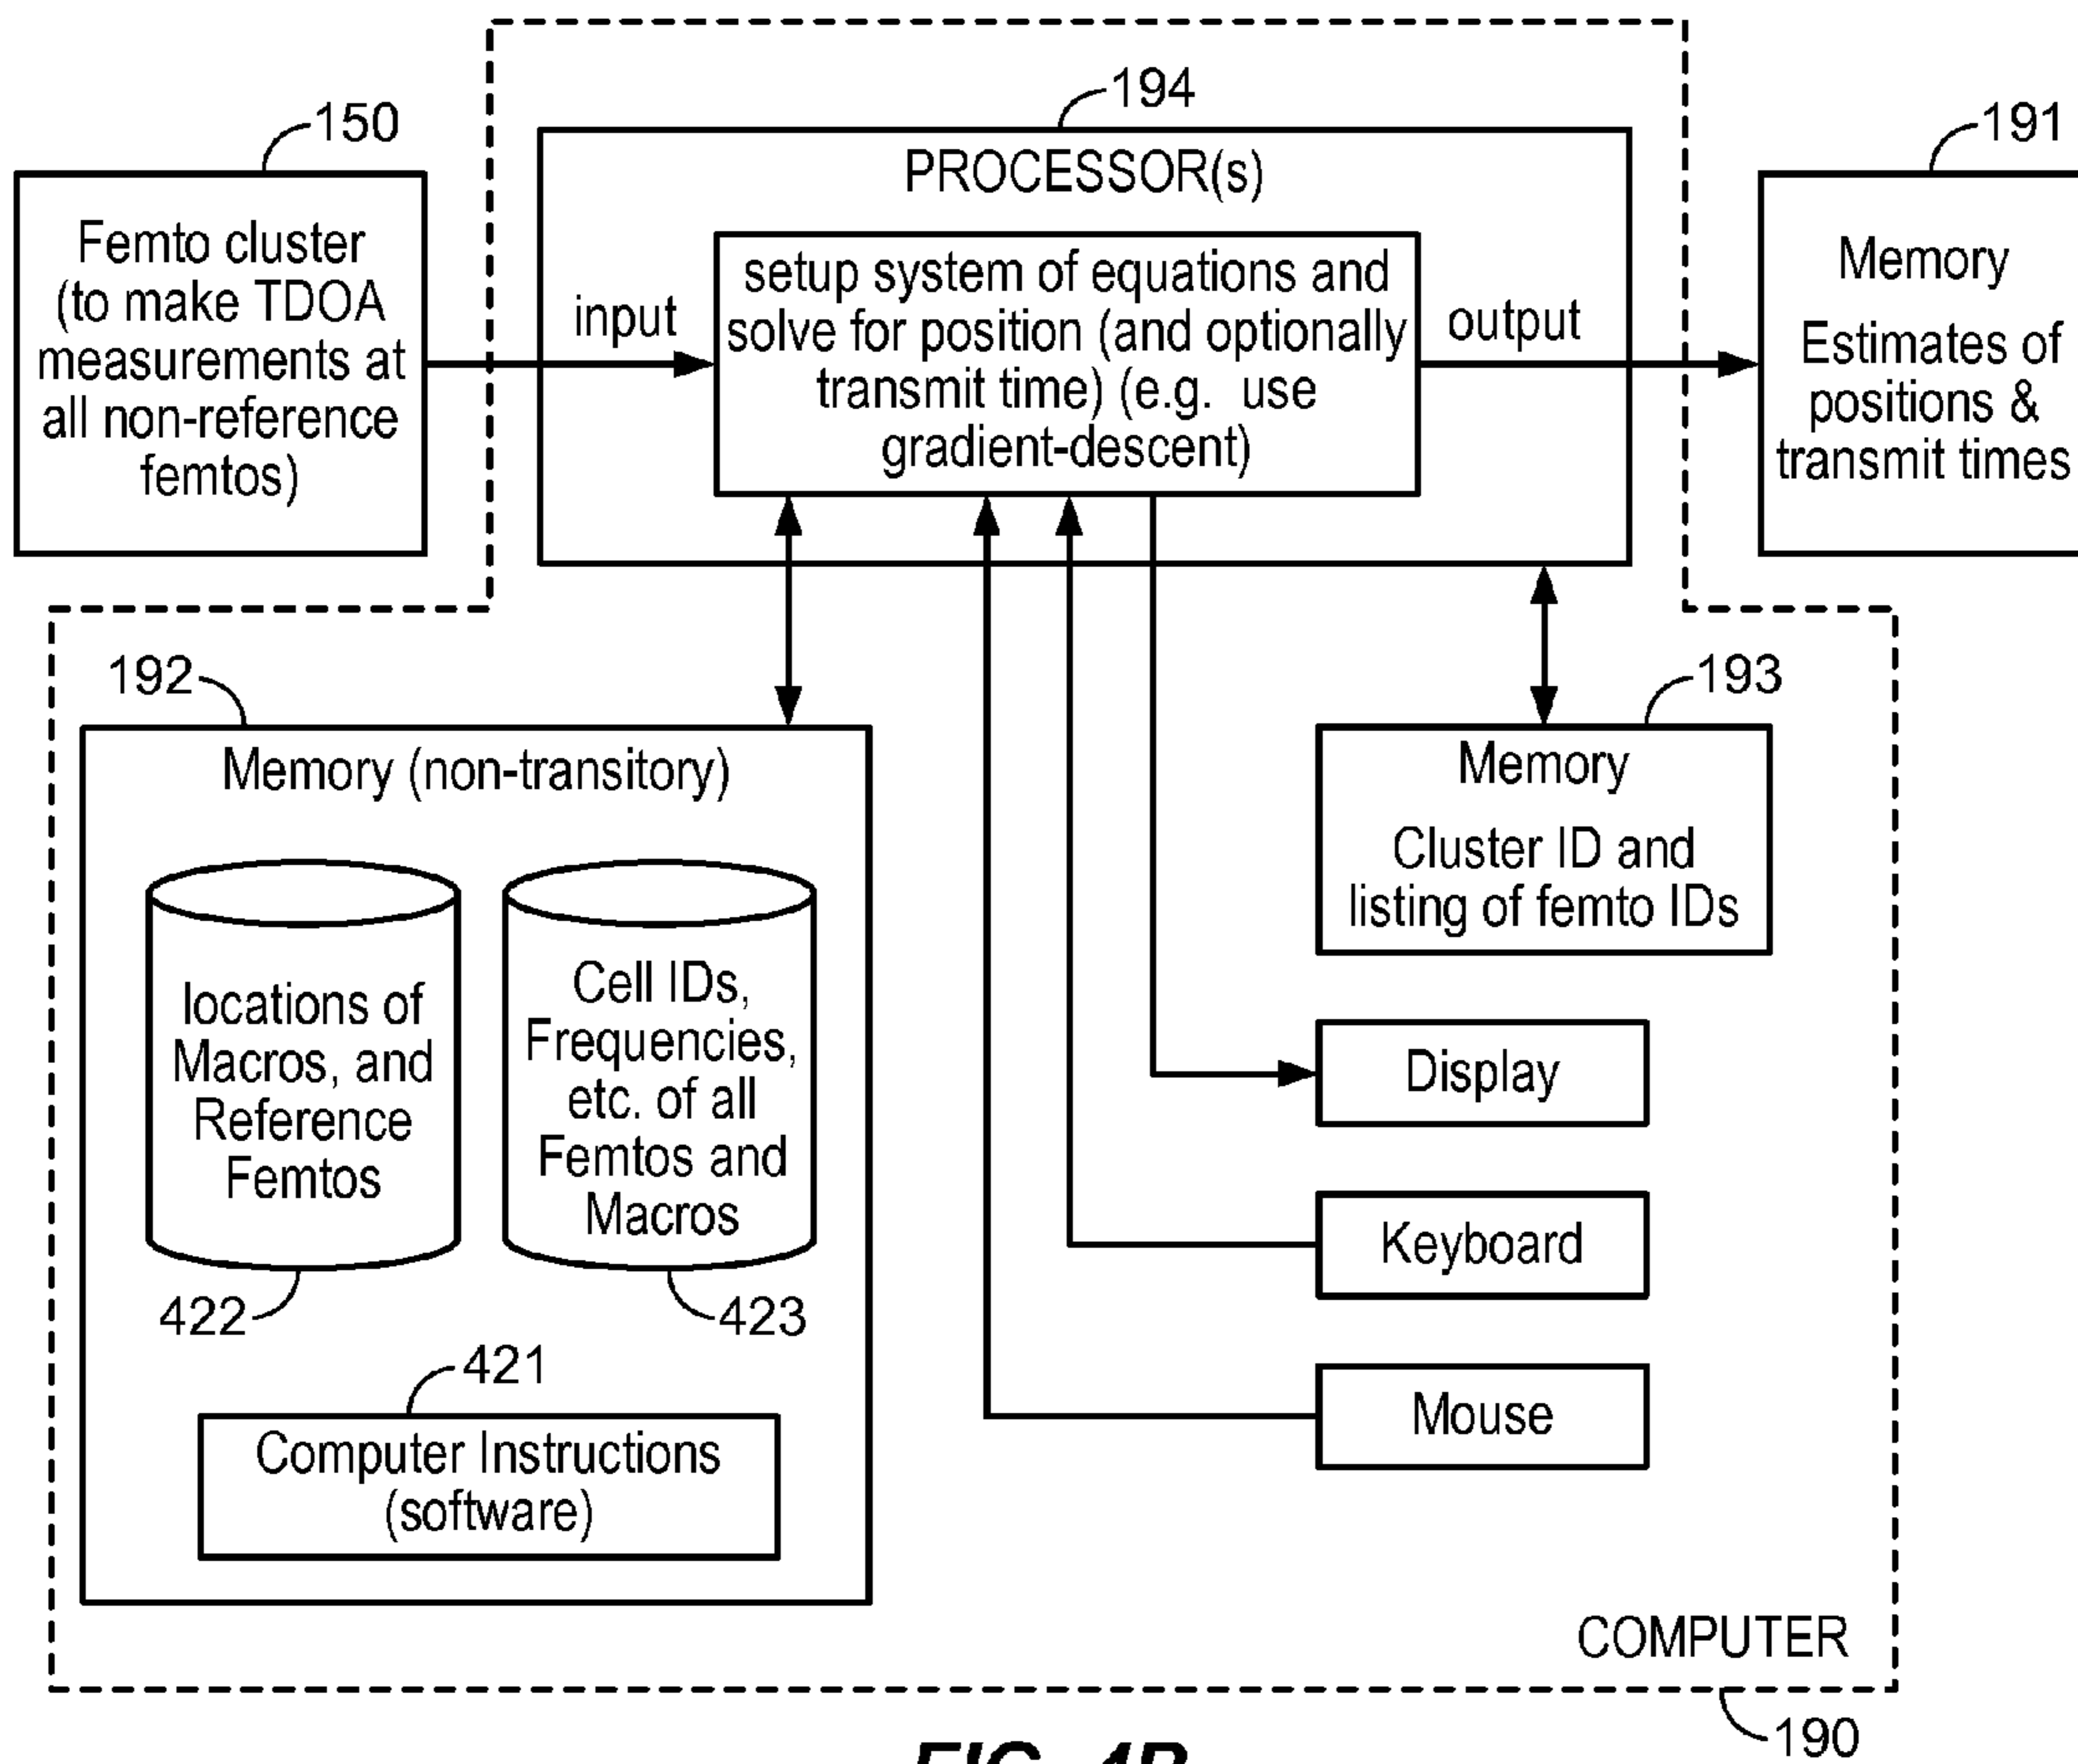 150
Femto cluster
(to make TDOA
measurements at
all non-reference
femtos)
194
PROCESSOR(s)
input
setup system of equations and
solve for position (and optionally
transmit time) (e.g. use
gradient-descent)
output
191
Memory
Estimates of
positions &
transmit times
192
Memory (non-transitory)
locations of
Macros, and
Reference
Femtos
422
Cell IDs,
Frequencies,
etc. of all
Femtos and
Macros
423
421
Computer Instructions
(software)
193
Memory
Cluster ID and
listing of femto IDs
Display
Keyboard
Mouse
COMPUTER
190
FIG. 4B